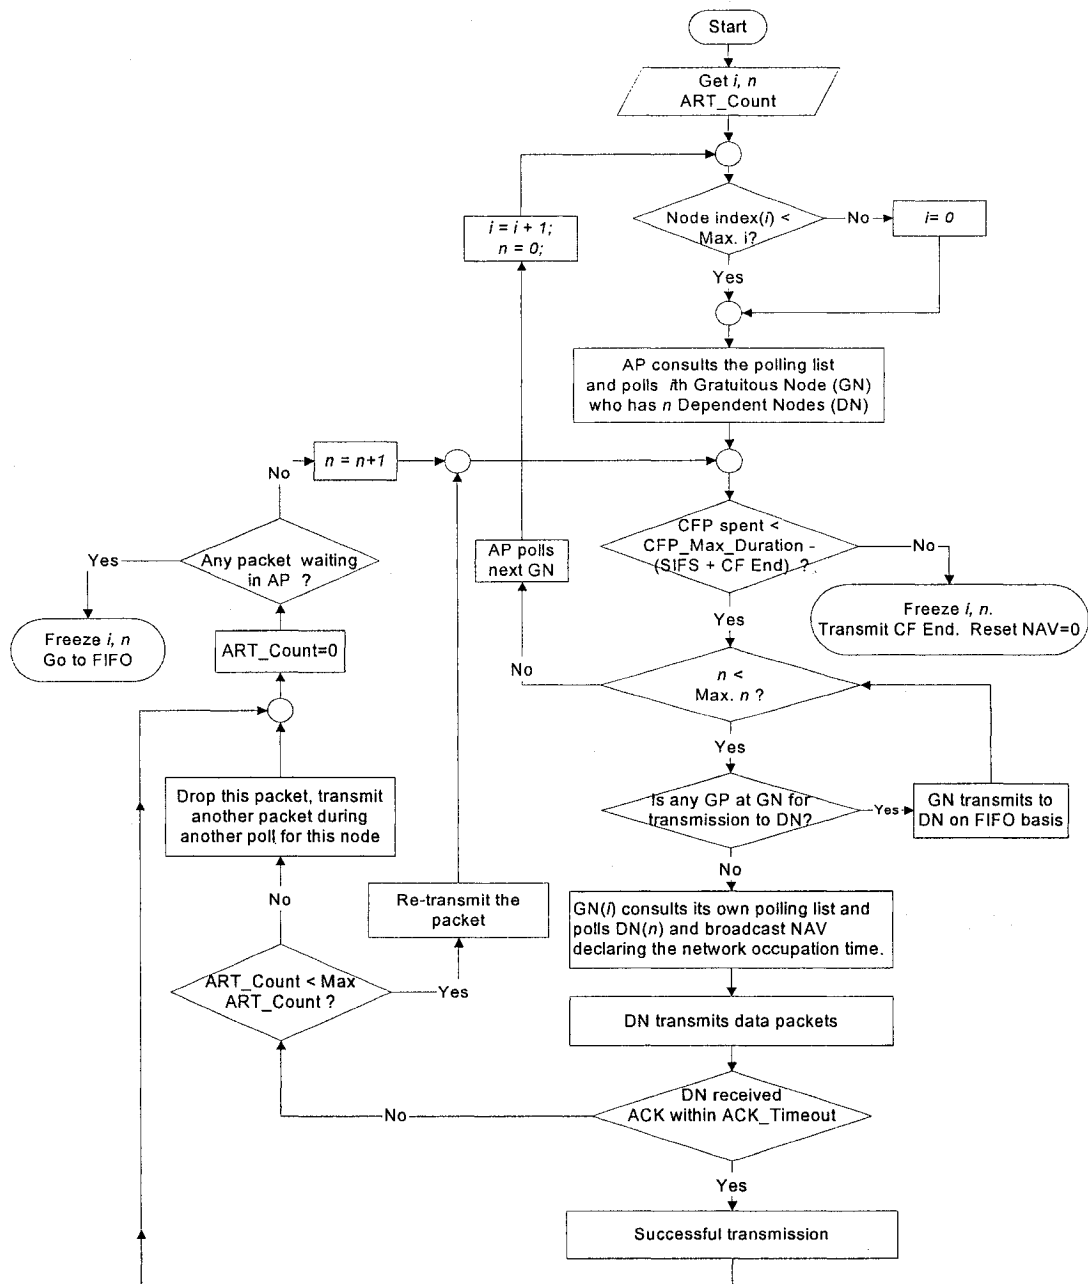 Start
Get i, n
ART_Count
Node index(i) <
Max. i?
No
i= 0
i = i + 1;
n = 0;
Yes
AP consults the polling list
and polls ith Gratuitous Node (GN)
who has n Dependent Nodes (DN)
No
n = n+1
Any packet waiting
in AP ?
Yes
Freeze i, n
Go to FIFO
ART_Count=0
AP polls
next GN
CFP spent <
CFP_Max_Duration -
(SIFS + CF End) ?
No
Freeze i, n.
Transmit CF End. Reset NAV=0
Yes
No
n <
Max. n ?
Yes
Drop this packet, transmit
another packet during
another poll for this node
Is any GP at GN for
transmission to DN?
Yes
GN transmits to
DN on FIFO basis
No
No
Re-transmit the
packet
GN(i) consults its own polling list and
polls DN(n) and broadcast NAV
declaring the network occupation time.
ART_Count < Max
ART_Count ?
Yes
DN transmits data packets
DN received
ACK within ACK_Timeout
No
Yes
Successful transmission